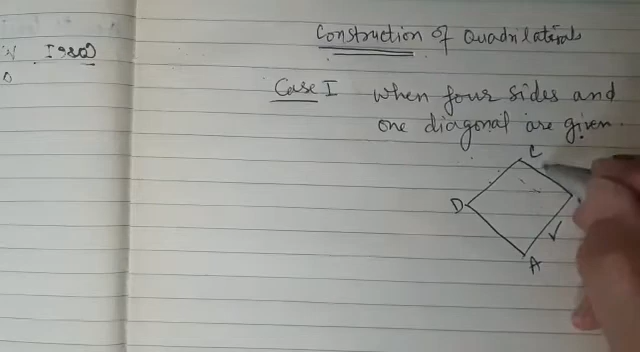 Construction of Quadrilaterals
Case I When four sides and
one diagonal are given.
C
D
A